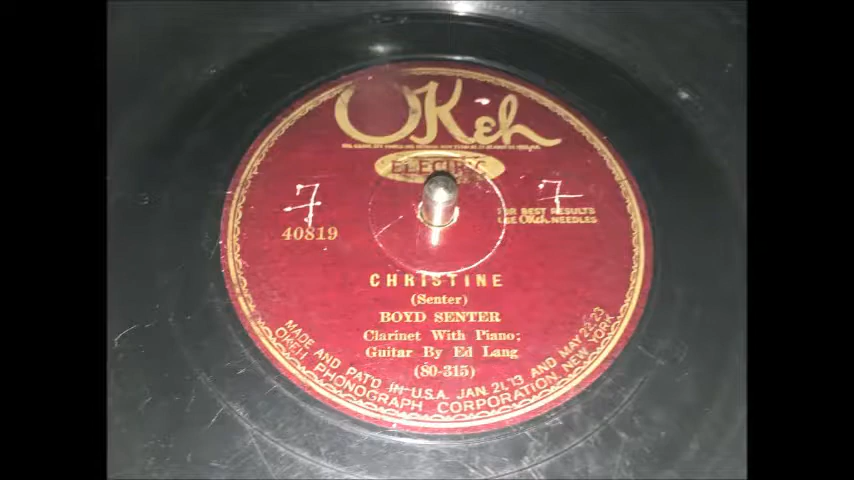 OKeh
ELECTRIC
7
7
40819
FOR BEST RESULTS
USE OKeh NEEDLES
CHRISTINE
(Senter)
BOYD SENTER
Clarinet With Piano;
Guitar By Ed Lang
(80-315)
MADE AND PAT'D IN U.S.A. JAN. 21,'13 AND MAY 22,'23
OKEH PHONOGRAPH CORPORATION, NEW YORK